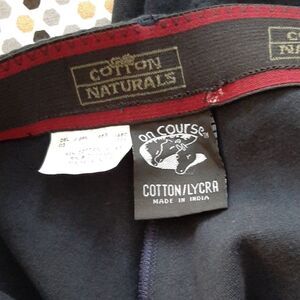 COTTON
NATURALS
COTTON
NATURALS
on course
COTTON/LYCRA
MADE IN INDIA